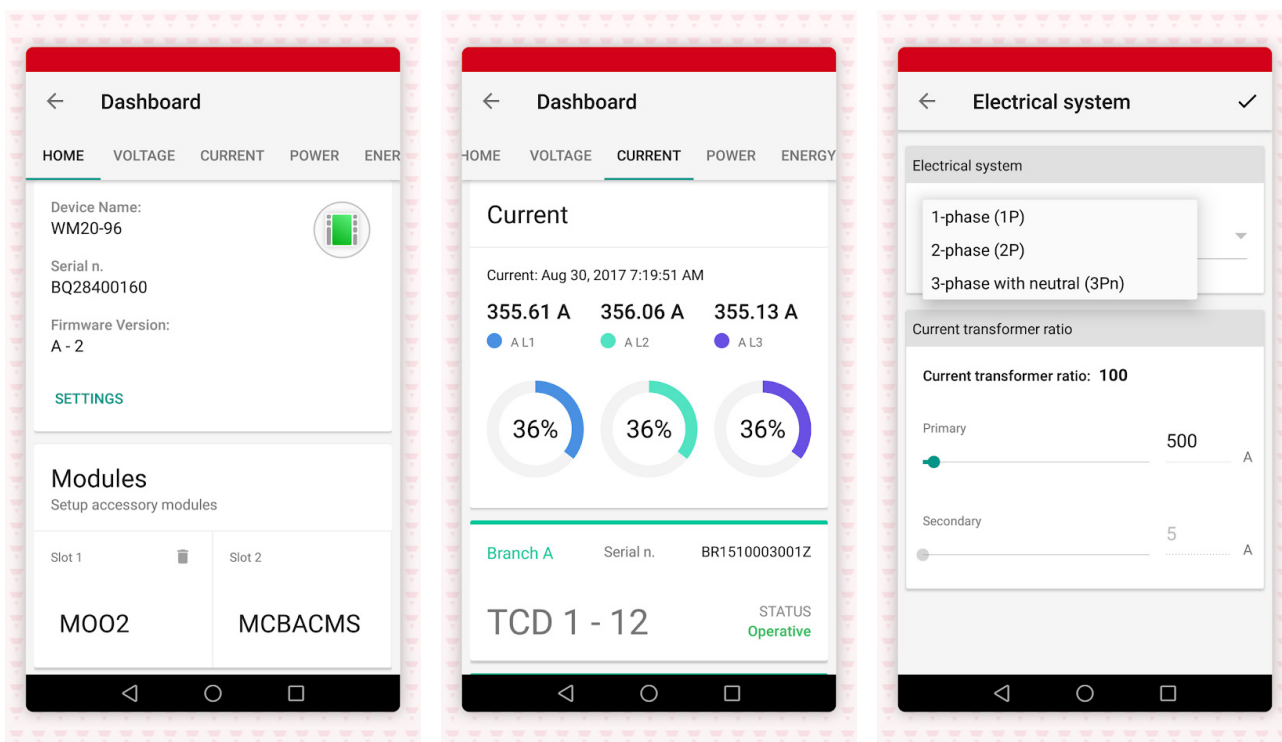 Dashboard
HOME VOLTAGE CURRENT POWER ENER
Device Name:
WM20-96
Serial n.
BQ28400160
Firmware Version:
A - 2
SETTINGS
Modules
Setup accessory modules
Slot 1
MOO2
Slot 2
MCBACMS
Dashboard
HOME VOLTAGE CURRENT POWER ENERGY
Current
Current: Aug 30, 2017 7:19:51 AM
355.61 A 356.06 A 355.13 A
A L1 A L2 A L3
36% 36% 36%
Branch A Serial n. BR1510003001Z
TCD 1 - 12
STATUS
Operative
Electrical system
Electrical system
1-phase (1P)
2-phase (2P)
3-phase with neutral (3Pn)
Current transformer ratio
Current transformer ratio: 100
Primary
500 A
Secondary
5 A